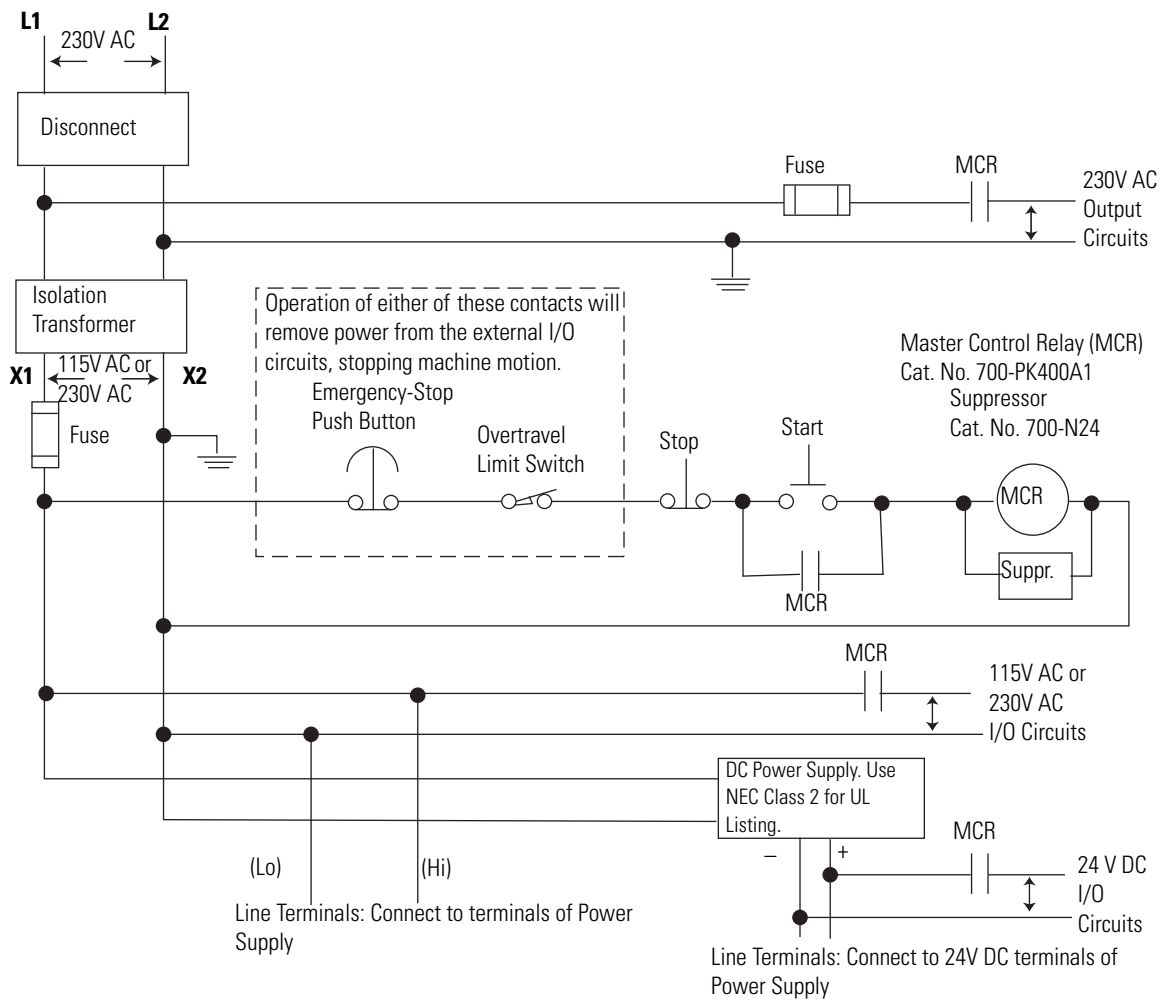 L1
L2
230V AC
Disconnect
Fuse
MCR
230V AC
Output
Circuits
Isolation
Transformer
Operation of either of these contacts will
remove power from the external I/O
circuits, stopping machine motion.
Emergency-Stop
Push Button
Overtravel
Limit Switch
X1
115V AC or
230V AC
X2
Fuse
Stop
Start
Master Control Relay (MCR)
Cat. No. 700-PK400A1
Suppressor
Cat. No. 700-N24
MCR
Suppr.
MCR
MCR
115V AC or
230V AC
I/O Circuits
DC Power Supply. Use
NEC Class 2 for UL
Listing.
MCR
– +
24 V DC
I/O
Circuits
(Lo)
(Hi)
Line Terminals: Connect to terminals of Power
Supply
Line Terminals: Connect to 24V DC terminals of
Power Supply